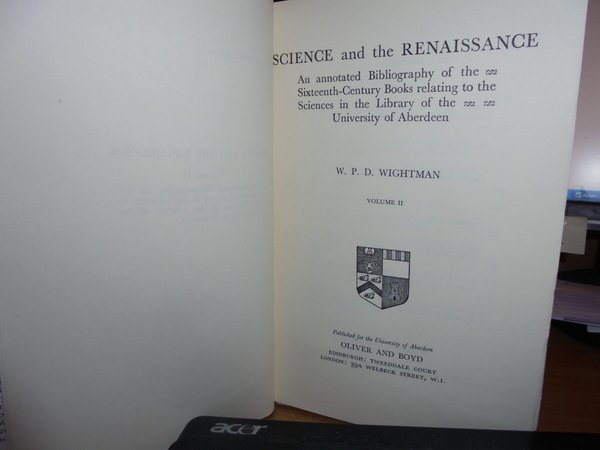 SCIENCE and the RENAISSANCE
An annotated Bibliography of the
Sixteenth-Century Books relating to the
Sciences in the Library of the
University of Aberdeen
W. P. D. WIGHTMAN
VOLUME II
Published for the University of Aberdeen
OLIVER AND BOYD
EDINBURGH: TWEEDDALE COURT
LONDON: 39A WELBECK STREET, W.I.
acer